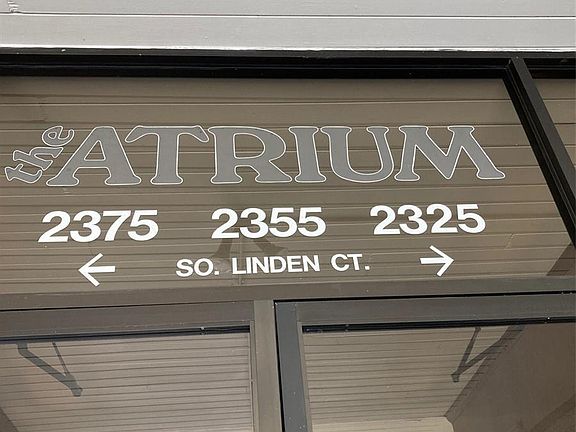 the ATRIUM
2375 2355 2325
← SO. LINDEN CT. →